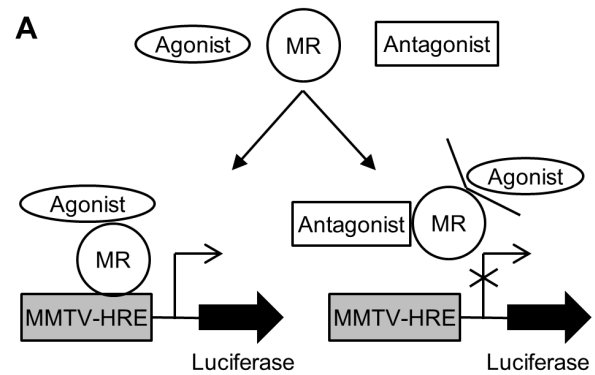 A
Agonist
MR
Antagonist
Agonist
MR
MMTV-HRE
Luciferase
Agonist
Antagonist
MR
MMTV-HRE
Luciferase